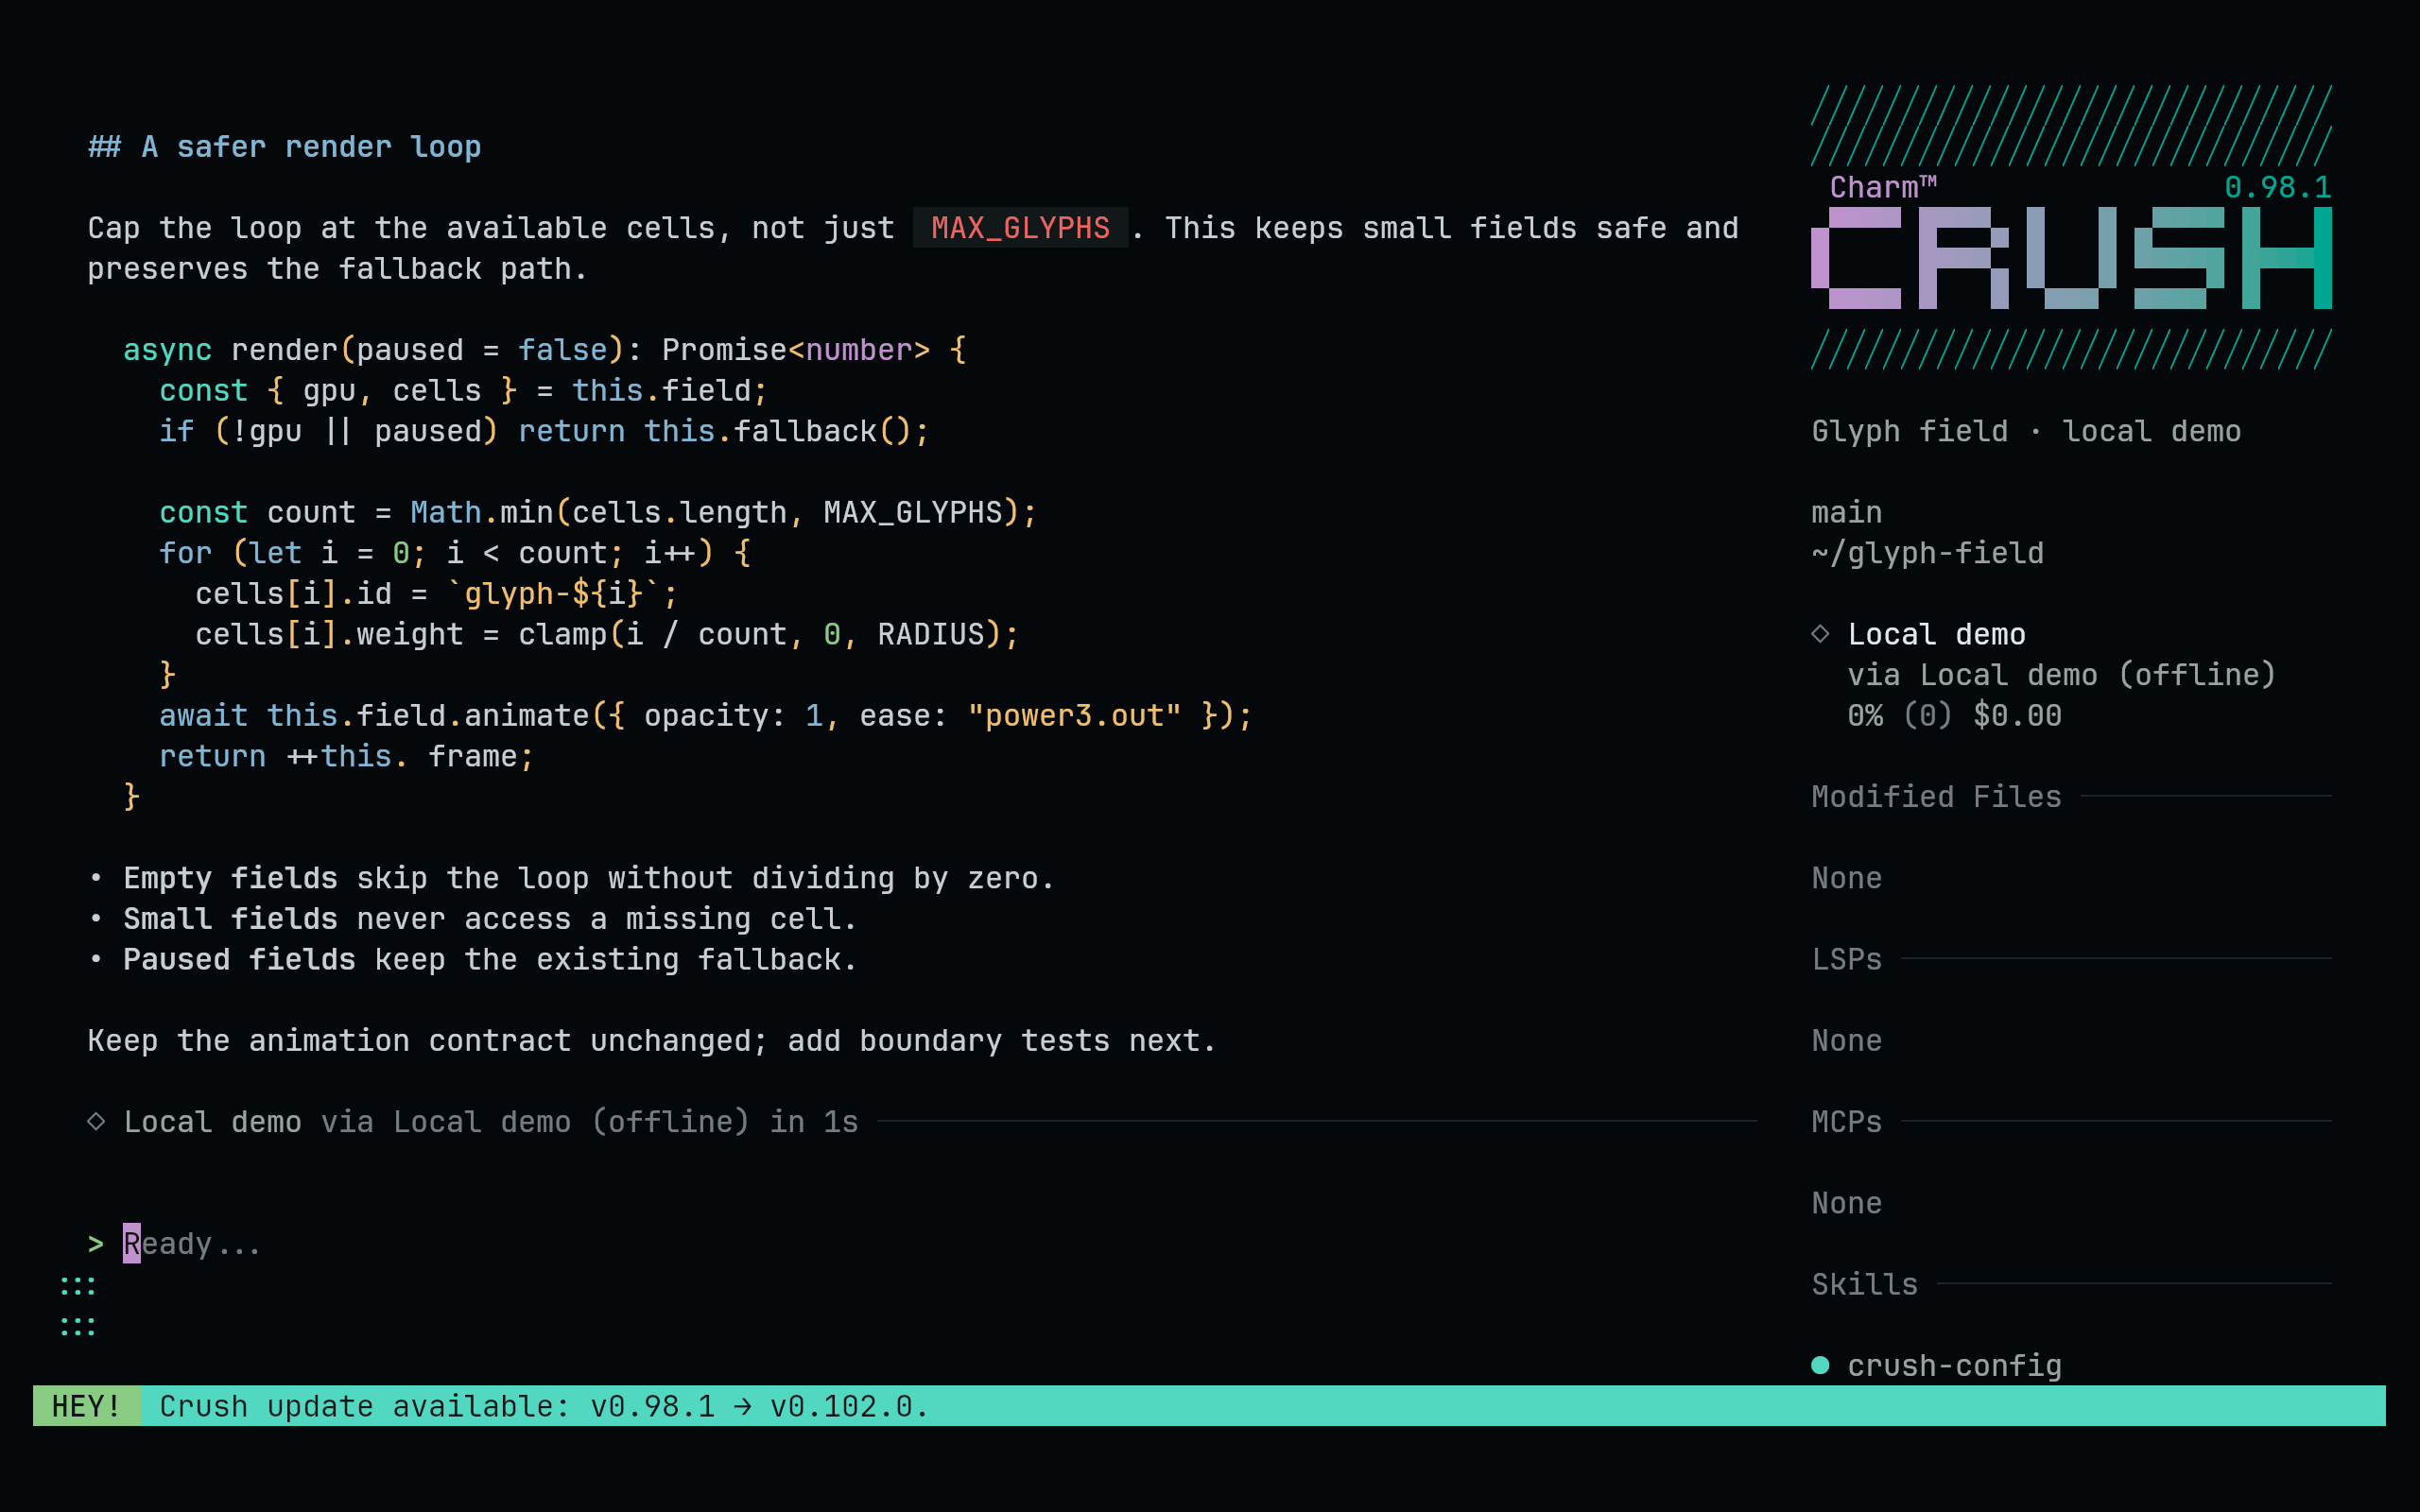 ## A safer render loop
Cap the loop at the available cells, not just MAX_GLYPHS . This keeps small fields safe and
preserves the fallback path.
async render(paused = false): Promise<number> {
const { gpu, cells } = this.field;
if (!gpu || paused) return this.fallback();
const count = Math.min(cells.length, MAX_GLYPHS);
for (let i = 0; i < count; i++) {
cells[i].id = `glyph-${i}`;
cells[i].weight = clamp(i / count, 0, RADIUS);
}
await this.field.animate({ opacity: 1, ease: "power3.out" });
return ++this. frame;
}
• Empty fields skip the loop without dividing by zero.
• Small fields never access a missing cell.
• Paused fields keep the existing fallback.
Keep the animation contract unchanged; add boundary tests next.
◇ Local demo via Local demo (offline) in 1s
> Ready...
:::
:::
Charm™ 0.98.1
CRUSH
Glyph field · local demo
main
~/glyph-field
◇ Local demo
via Local demo (offline)
0% (0) $0.00
Modified Files
None
LSPs
None
MCPs
None
Skills
● crush-config
HEY! Crush update available: v0.98.1 → v0.102.0.